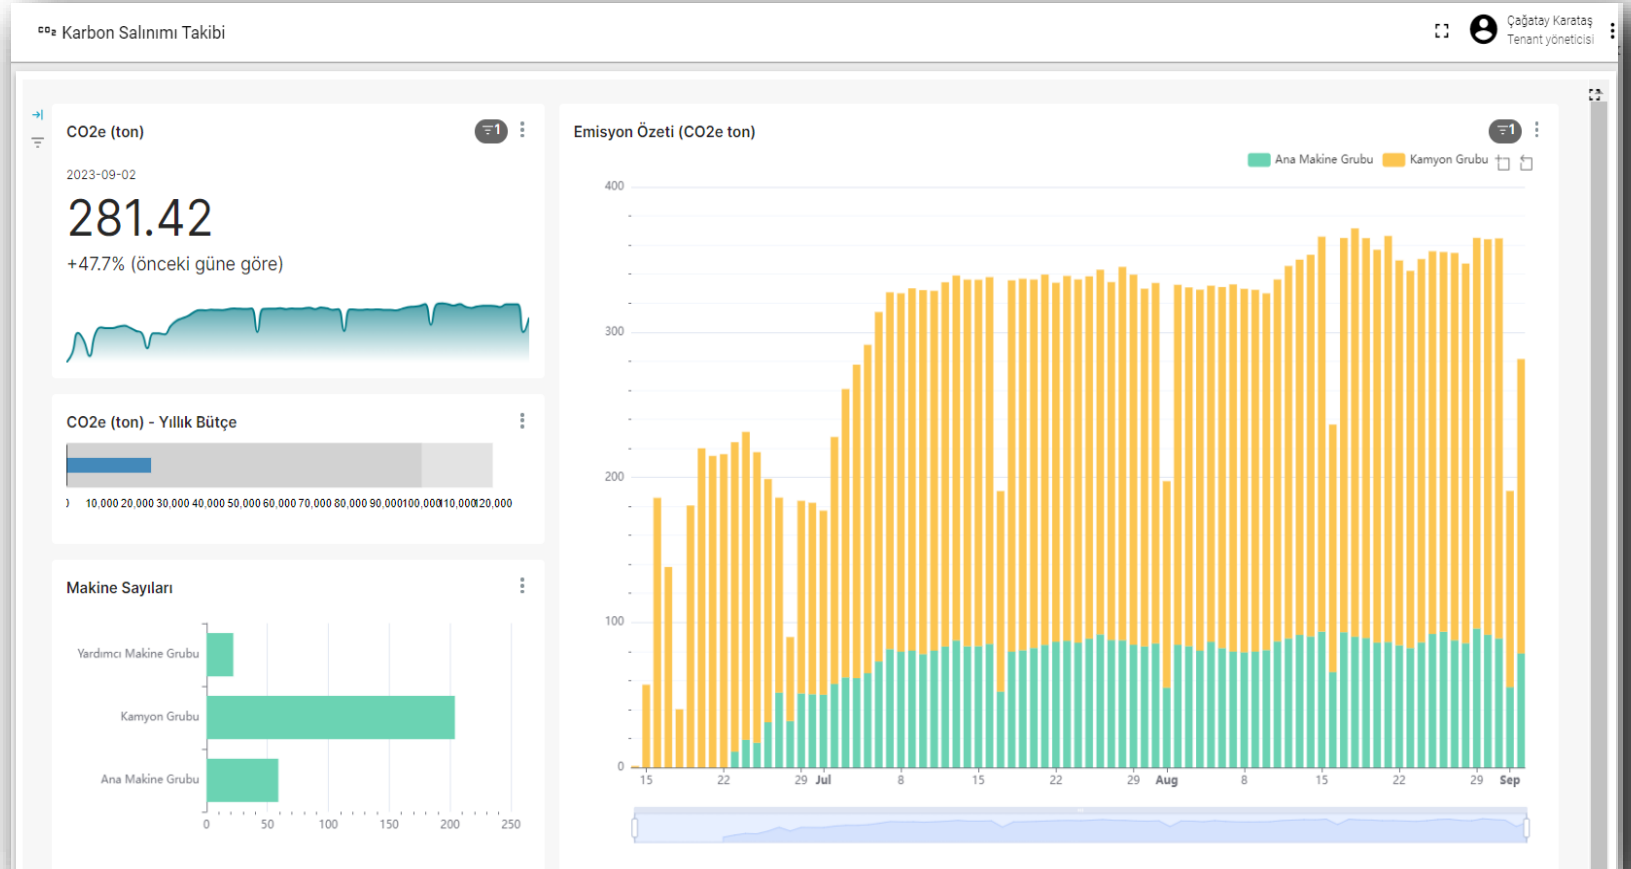 CO₂ Karbon Salınımı Takibi
Çağatay Karataş
Tenant yöneticisi
CO2e (ton)
1
2023-09-02
281.42
+47.7% (önceki güne göre)
CO2e (ton) - Yıllık Bütçe
10,000 20,000 30,000 40,000 50,000 60,000 70,000 80,000 90,000 100,000 110,000 120,000
Makine Sayıları
Yardımcı Makine Grubu
Kamyon Grubu
Ana Makine Grubu
0 50 100 150 200 250
Emisyon Özeti (CO2e ton)
1
Ana Makine Grubu Kamyon Grubu
400
300
200
100
0
15 22 29 Jul 8 15 22 29 Aug 8 15 22 29 Sep